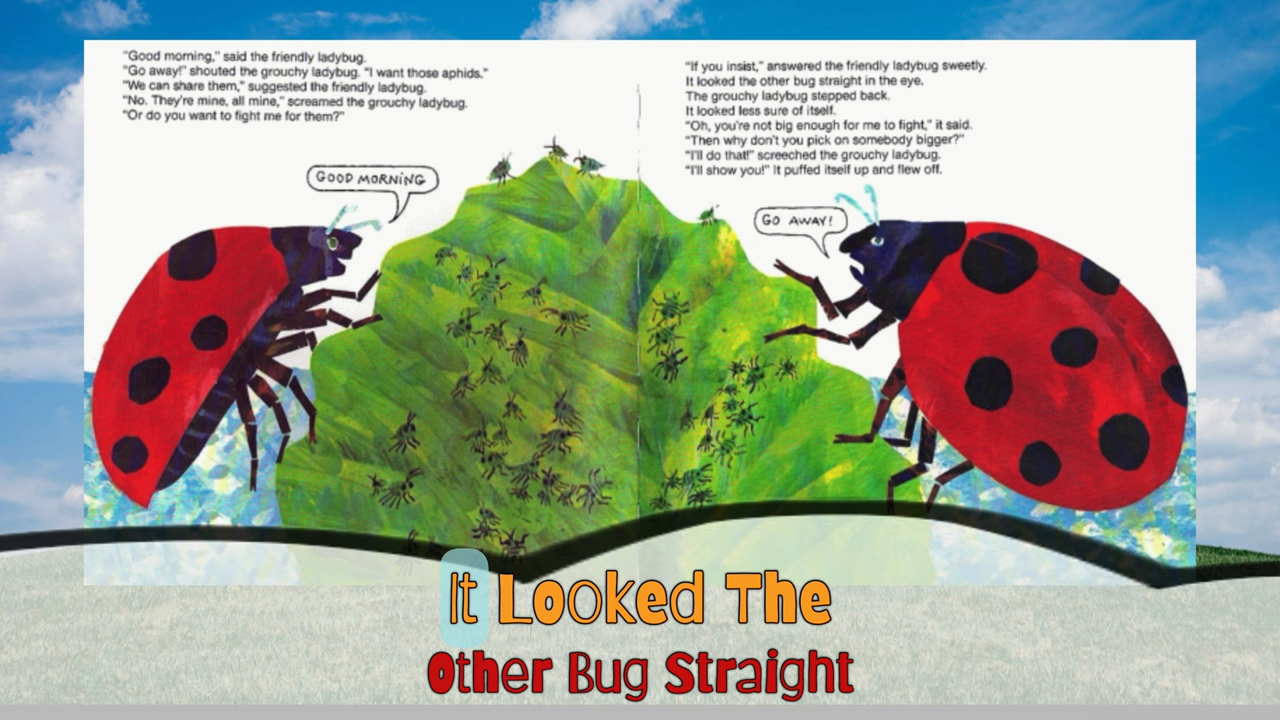 "Good morning," said the friendly ladybug.
"Go away!" shouted the grouchy ladybug. "I want those aphids."
"We can share them," suggested the friendly ladybug.
"No. They're mine, all mine," screamed the grouchy ladybug.
"Or do you want to fight me for them?"
"If you insist," answered the friendly ladybug sweetly.
It looked the other bug straight in the eye.
The grouchy ladybug stepped back.
It looked less sure of itself.
"Oh, you're not big enough for me to fight," it said.
"Then why don't you pick on somebody bigger?"
"I'll do that!" screeched the grouchy ladybug.
"I'll show you!" It puffed itself up and flew off.
GOOD MORNING
GO AWAY!
It Looked The
Other Bug Straight